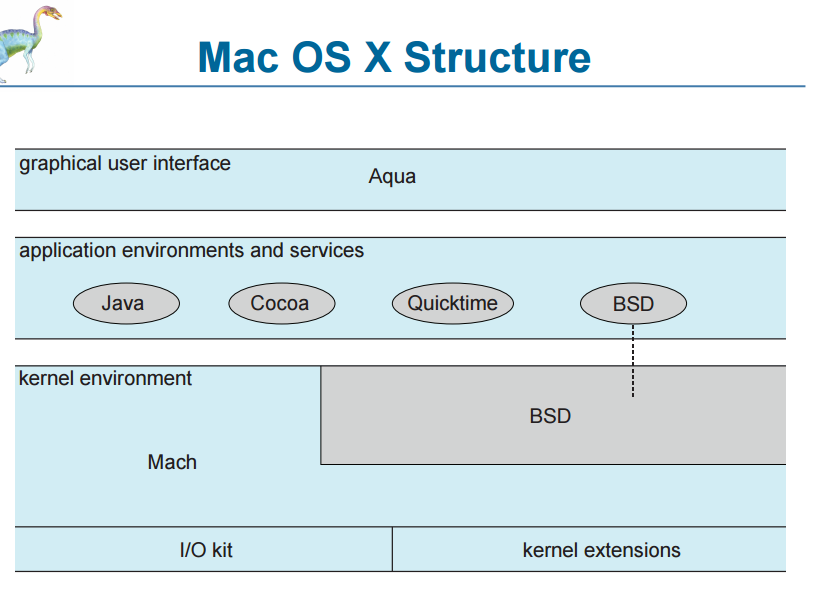 Mac OS X Structure
graphical user interface
Aqua
application environments and services
Java
Cocoa
Quicktime
BSD
kernel environment
BSD
Mach
I/O kit
kernel extensions